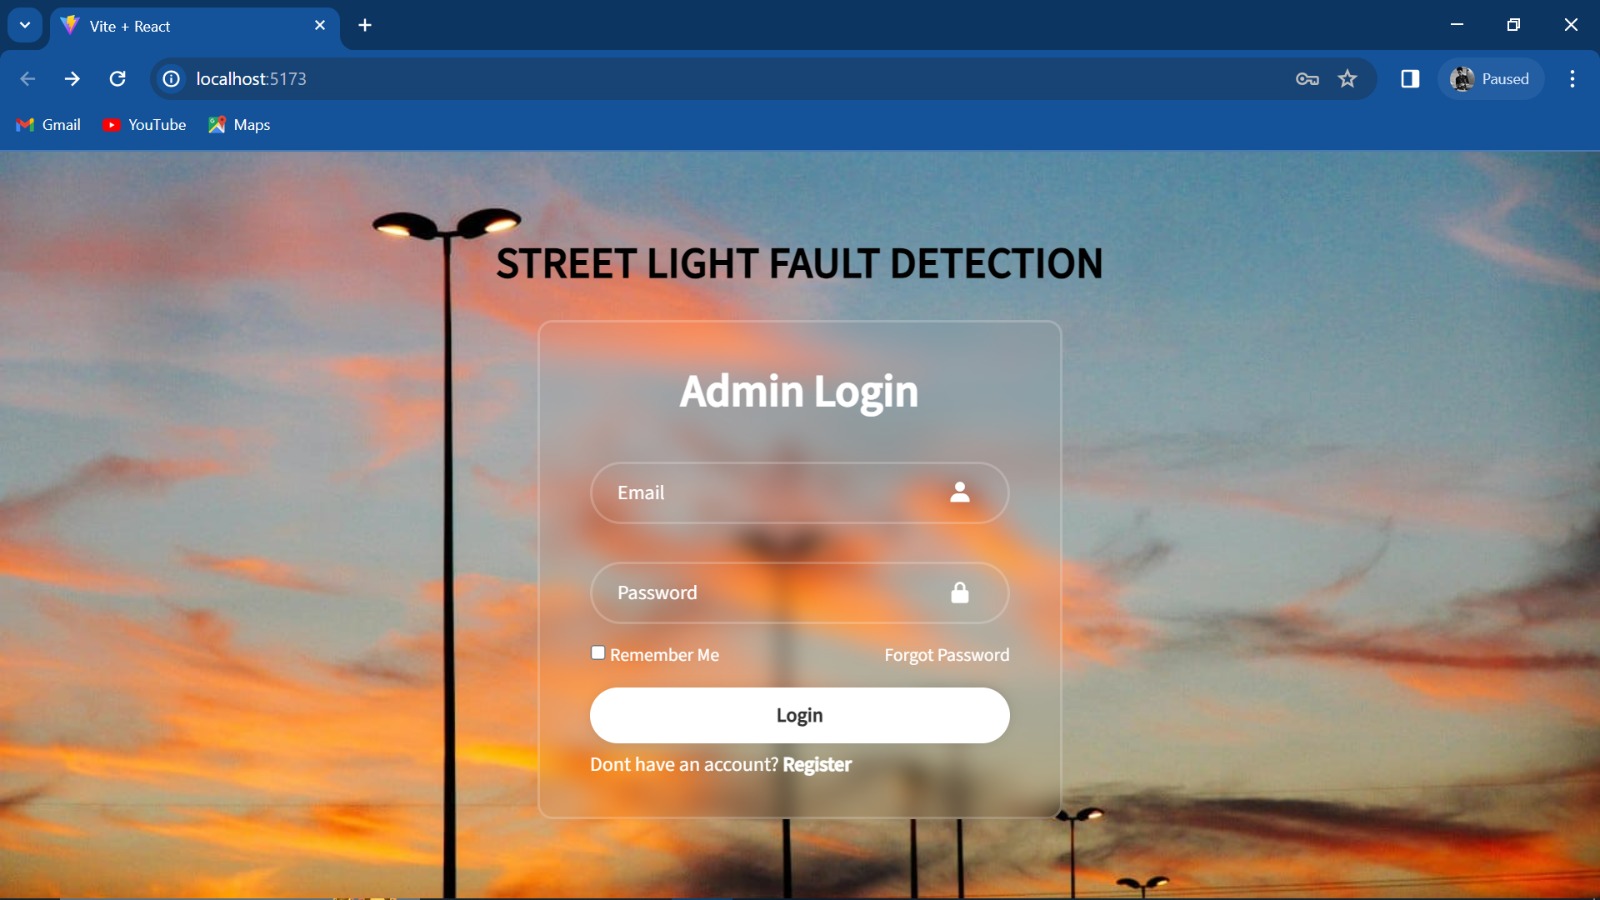 Vite + React
localhost:5173
Paused
Gmail YouTube Maps
STREET LIGHT FAULT DETECTION
Admin Login
Email
Password
Remember Me Forgot Password
Login
Dont have an account? Register